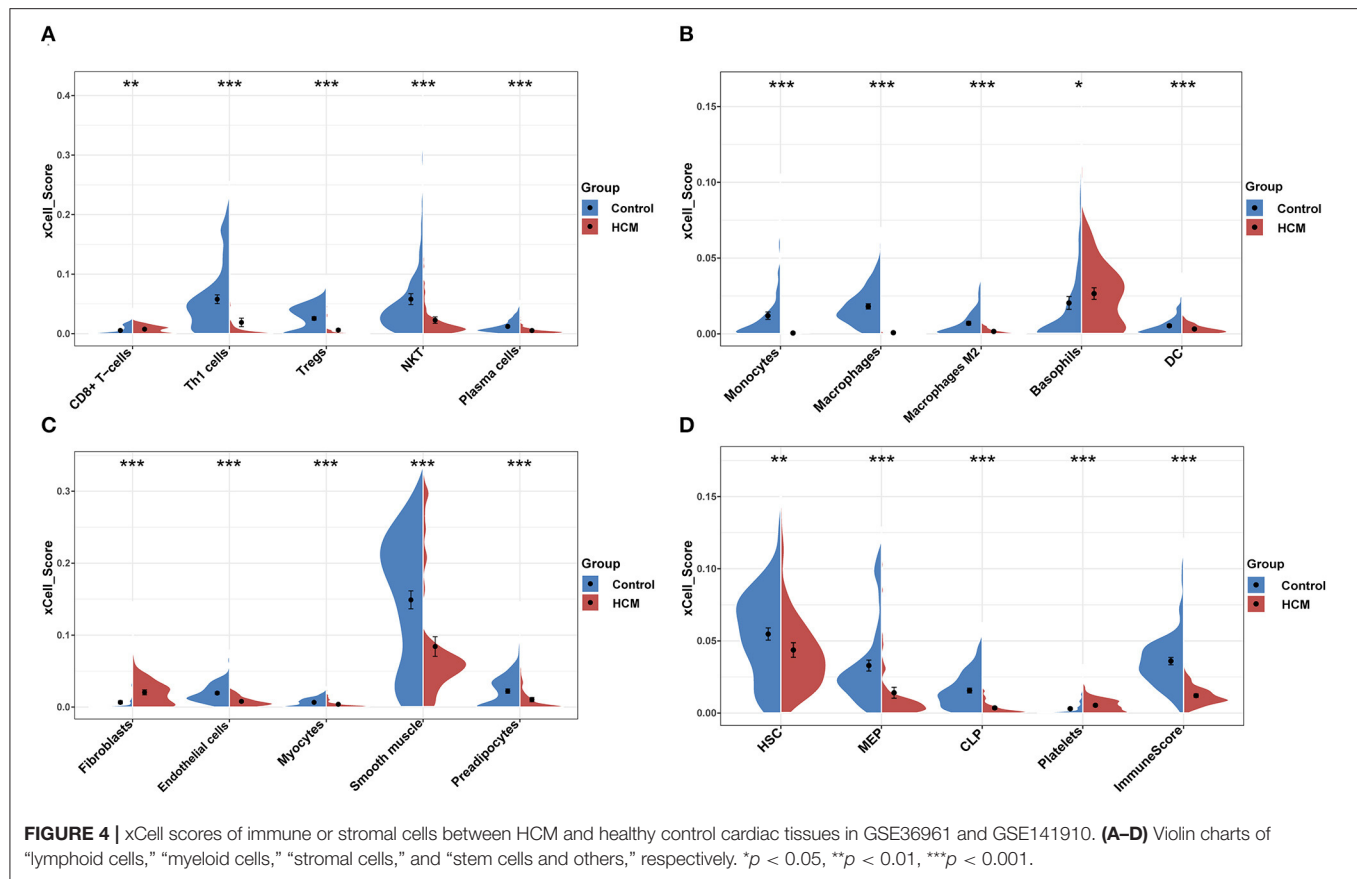 A
** *** *** *** ***
0.4
0.3
0.2
0.1
0.0
xCell_Score
CD8+ T-cells
Th1 cells
Tregs
NKT
Plasma cells
Group
Control
HCM
B
*** *** *** * ***
0.15
0.10
0.05
0.00
xCell_Score
Monocytes
Macrophages
Macrophages M2
Basophils
DC
Group
Control
HCM
C
*** *** *** *** ***
0.3
0.2
0.1
0.0
xCell_Score
Fibroblasts
Endothelial cells
Myocytes
Smooth muscle
Preadipocytes
Group
Control
HCM
D
** *** *** *** ***
0.15
0.10
0.05
0.00
xCell_Score
HSC
MEP
CLP
Platelets
ImmuneScore
Group
Control
HCM
FIGURE 4 | xCell scores of immune or stromal cells between HCM and healthy control cardiac tissues in GSE36961 and GSE141910. (A–D) Violin charts of
“lymphoid cells,” “myeloid cells,” “stromal cells,” and “stem cells and others,” respectively. *p < 0.05, **p < 0.01, ***p < 0.001.